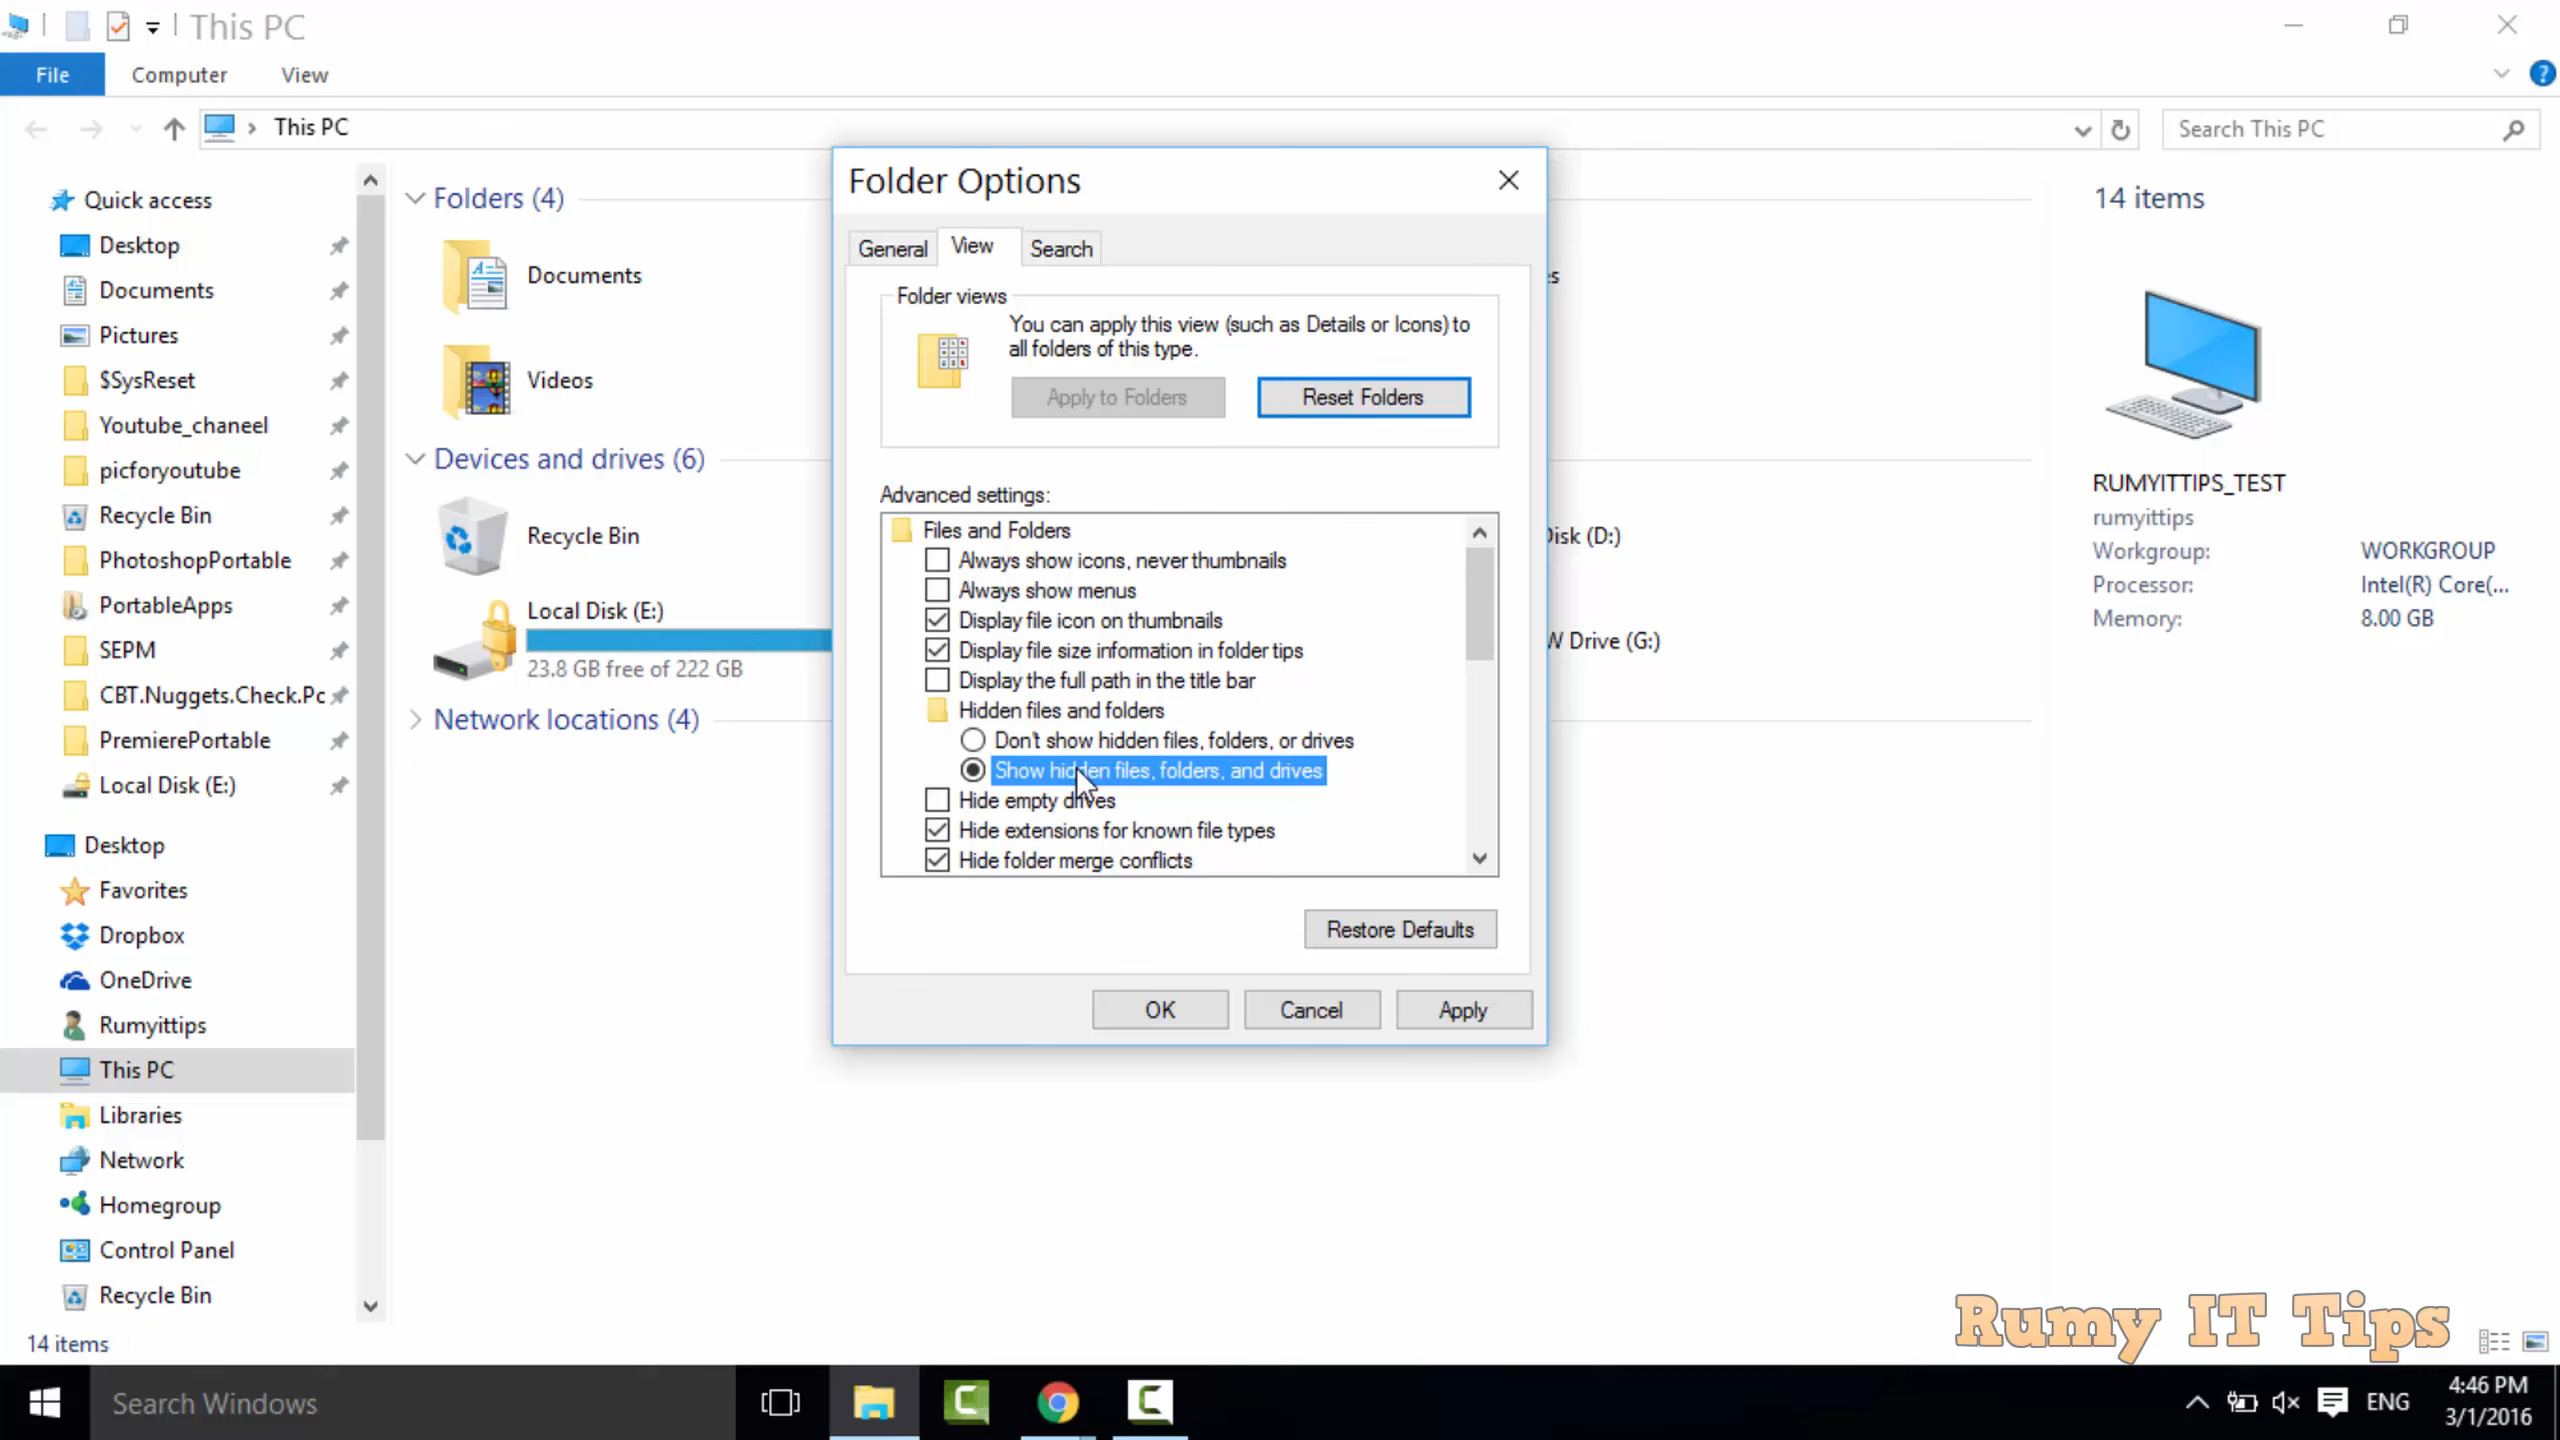 This PC
File
Computer
View
This PC
Search This PC
Quick access
Desktop
Documents
Pictures
$SysReset
Youtube_chaneel
picforyoutube
Recycle Bin
PhotoshopPortable
PortableApps
SEPM
CBT.Nuggets.Check.Pc
PremierePortable
Local Disk (E:)
Desktop
Favorites
Dropbox
OneDrive
Rumyittips
This PC
Libraries
Network
Homegroup
Control Panel
Recycle Bin
14 items
Folders (4)
Documents
Videos
Devices and drives (6)
Recycle Bin
Local Disk (E:)
23.8 GB free of 222 GB
Network locations (4)
Folder Options
General
View
Search
Folder views
You can apply this view (such as Details or Icons) to
all folders of this type.
Apply to Folders
Reset Folders
Advanced settings:
Files and Folders
Always show icons, never thumbnails
Always show menus
Display file icon on thumbnails
Display file size information in folder tips
Display the full path in the title bar
Hidden files and folders
Don't show hidden files, folders, or drives
Show hidden files, folders, and drives
Hide empty drives
Hide extensions for known file types
Hide folder merge conflicts
Restore Defaults
OK
Cancel
Apply
Disk (D:)
W Drive (G:)
14 items
RUMYITTIPS_TEST
rumyittips
Workgroup: WORKGROUP
Processor: Intel(R) Core(...
Memory: 8.00 GB
Rumy IT Tips
Search Windows
ENG
4:46 PM
3/1/2016